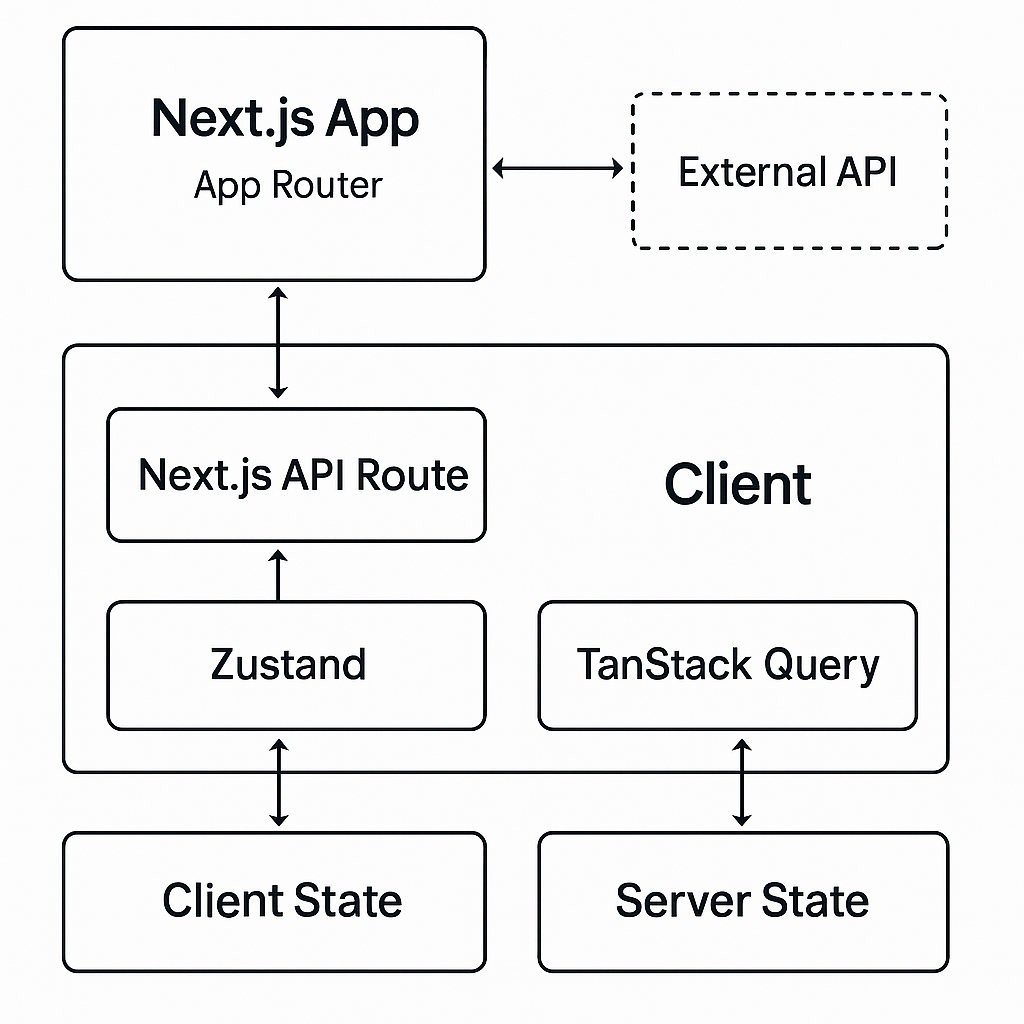 Next.js App
App Router
External API
Next.js API Route
Client
Zustand
TanStack Query
Client State
Server State